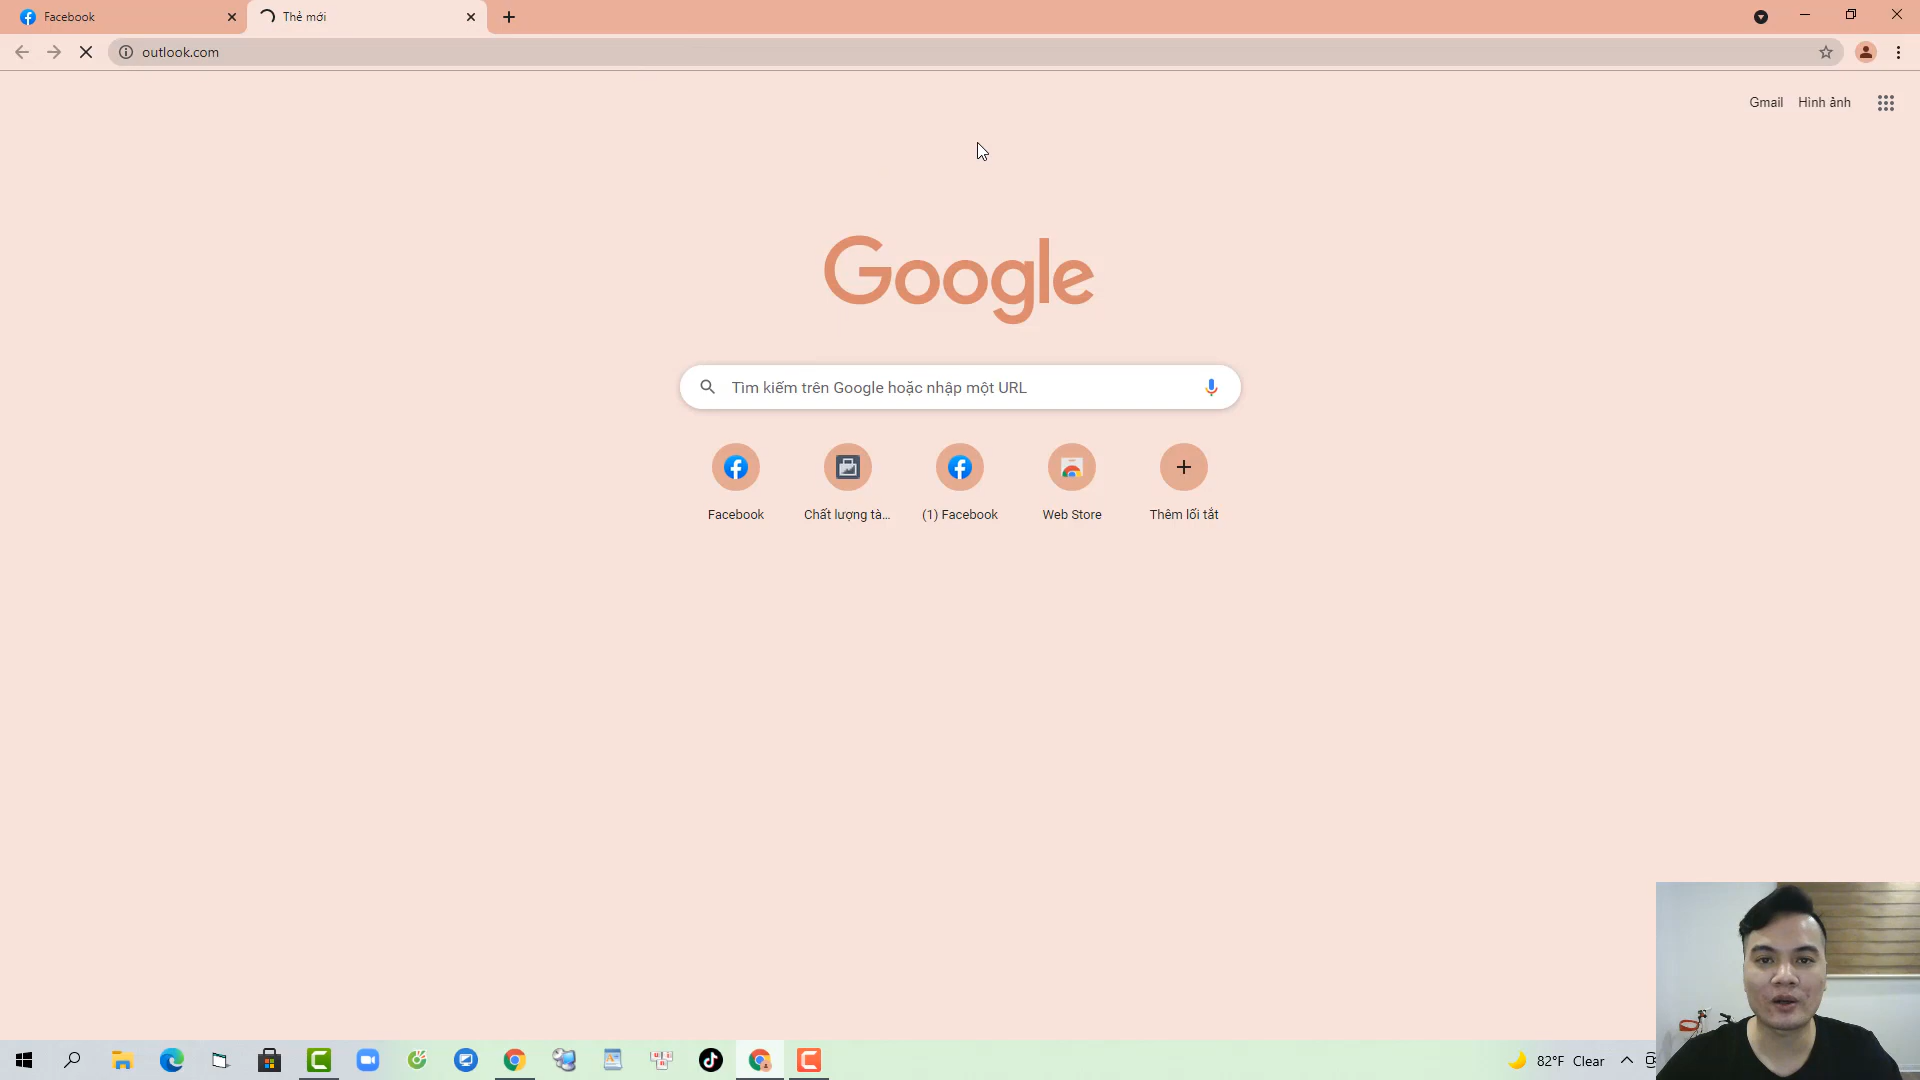 Facebook
Thẻ mới
outlook.com
Gmail
Hình ảnh
Google
Tìm kiếm trên Google hoặc nhập một URL
Facebook
Chất lượng tà...
(1) Facebook
Web Store
Thêm lối tắt
82°F Clear